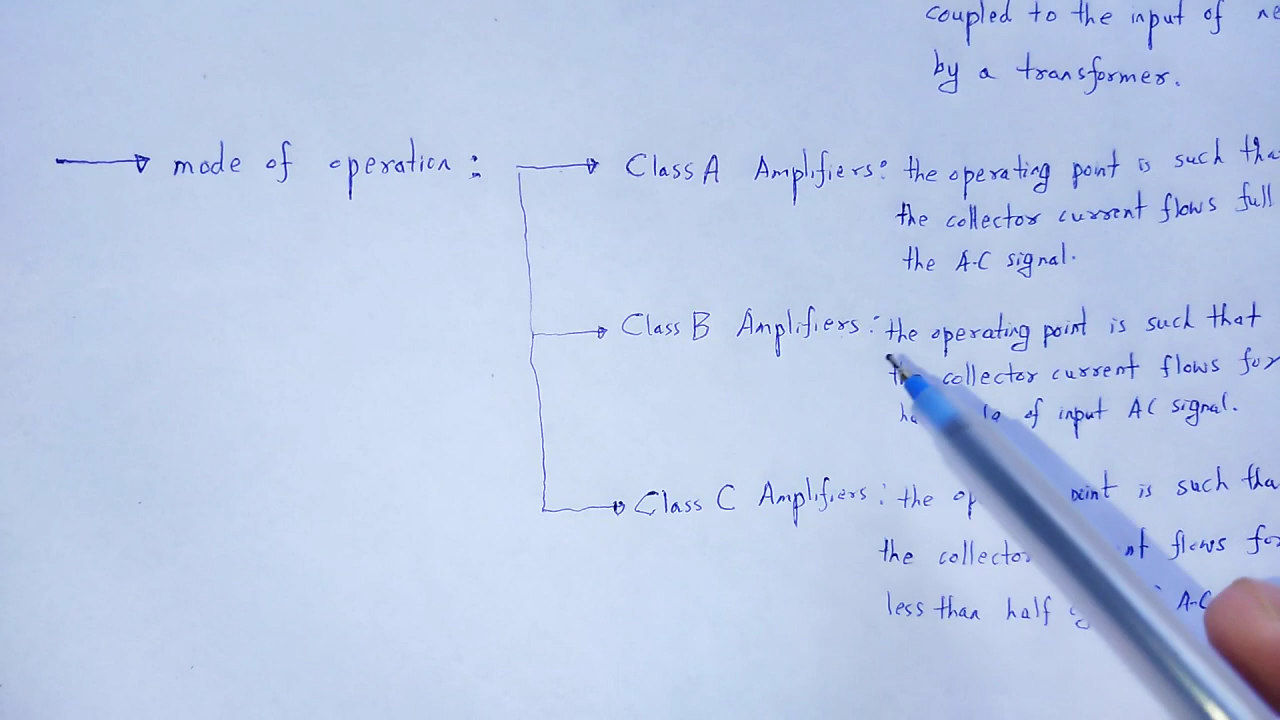 coupled to the input of
by a transformer.
mode of operation :
Class A Amplifiers: the operating point is such
the collector current flows full
the A.C signal.
Class B Amplifiers: the operating point is such that
collector current flows for
of input AC signal.
Class C Amplifiers: the is such
the flows
less than half A.C